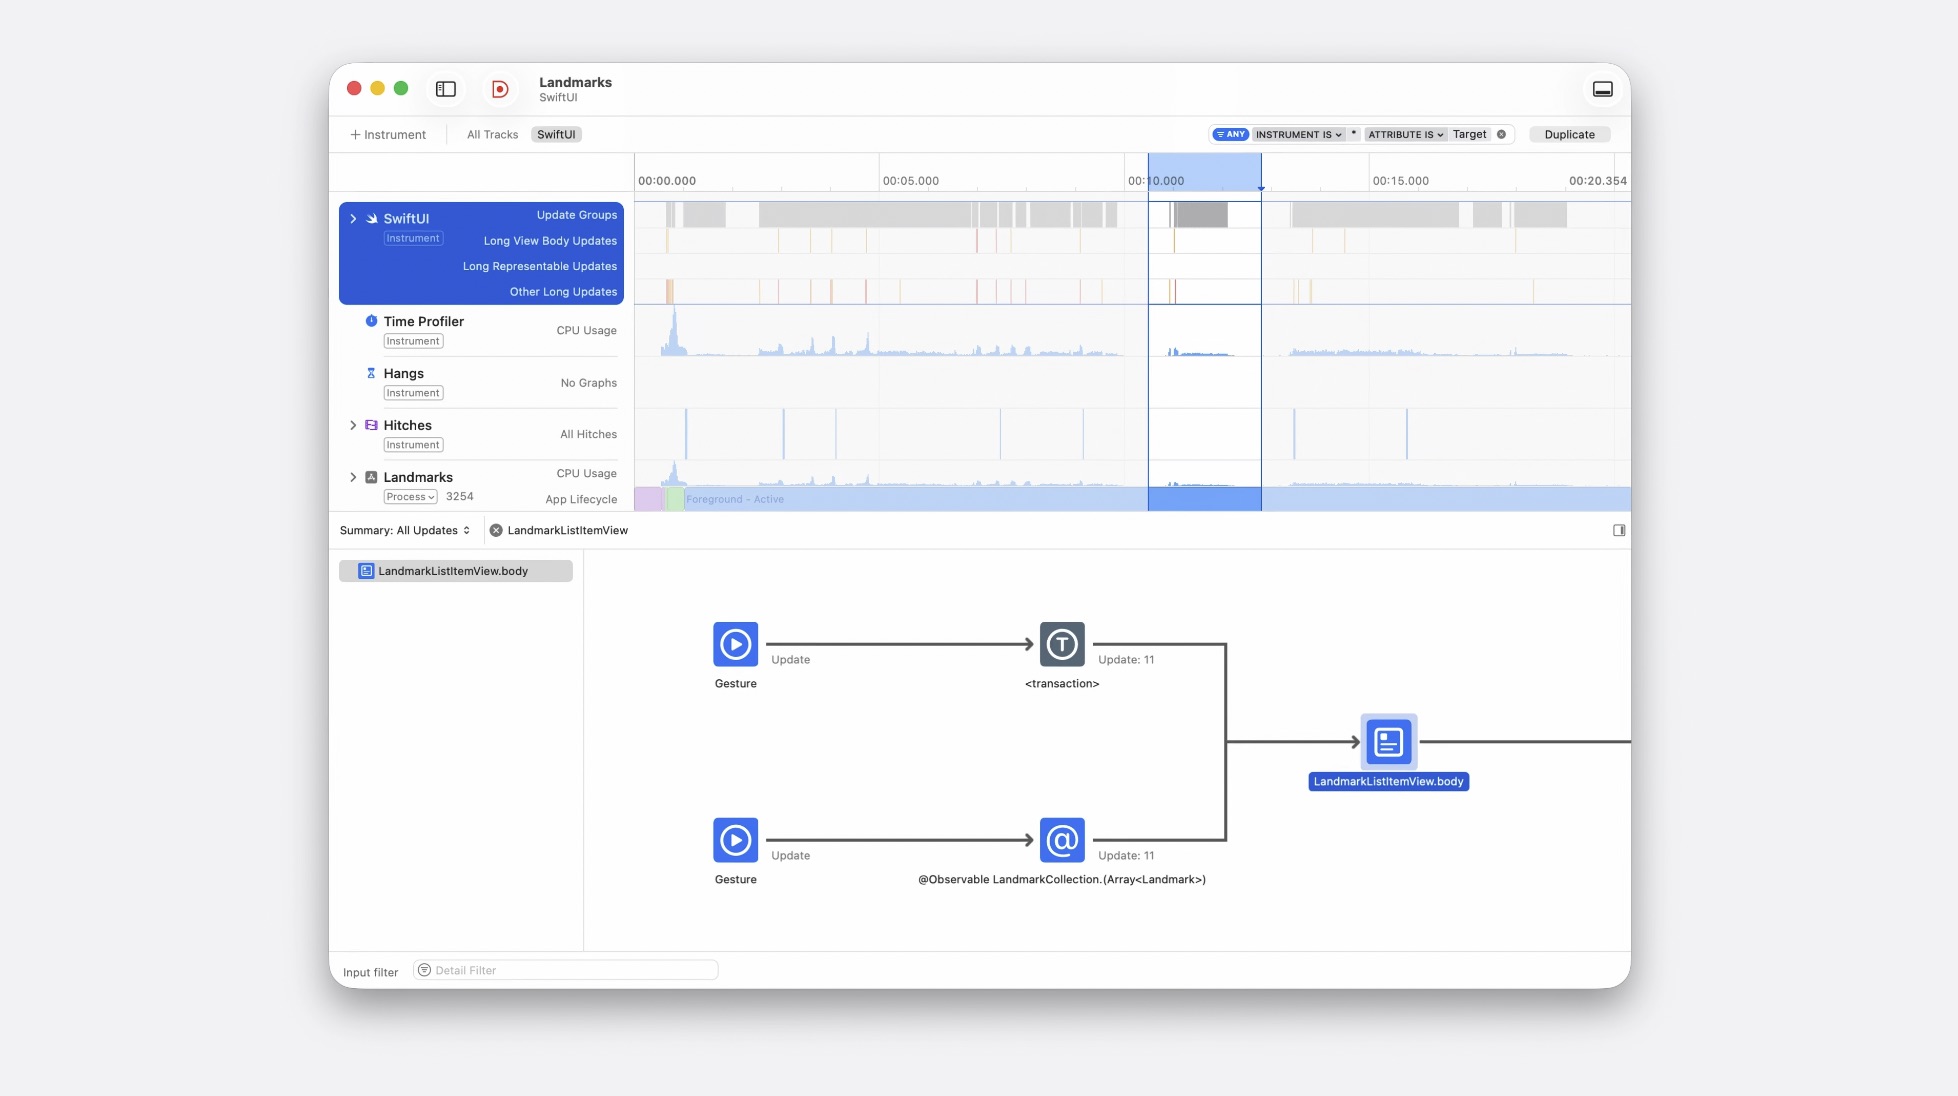 Landmarks
SwiftUI
+ Instrument
All Tracks
SwiftUI
ANY
INSTRUMENT IS
*
ATTRIBUTE IS
Target
Duplicate
00:00.000
00:05.000
00:10.000
00:15.000
00:20.354
SwiftUI
Instrument
Update Groups
Long View Body Updates
Long Representable Updates
Other Long Updates
Time Profiler
Instrument
CPU Usage
Hangs
Instrument
No Graphs
Hitches
Instrument
All Hitches
Landmarks
Process
3254
CPU Usage
App Lifecycle
Foreground - Active
Summary: All Updates
LandmarkListItemView
LandmarkListItemView.body
Update
Gesture
Update: 11
<transaction>
LandmarkListItemView.body
Update
Gesture
Update: 11
@Observable LandmarkCollection.(Array<Landmark>)
Input filter
Detail Filter